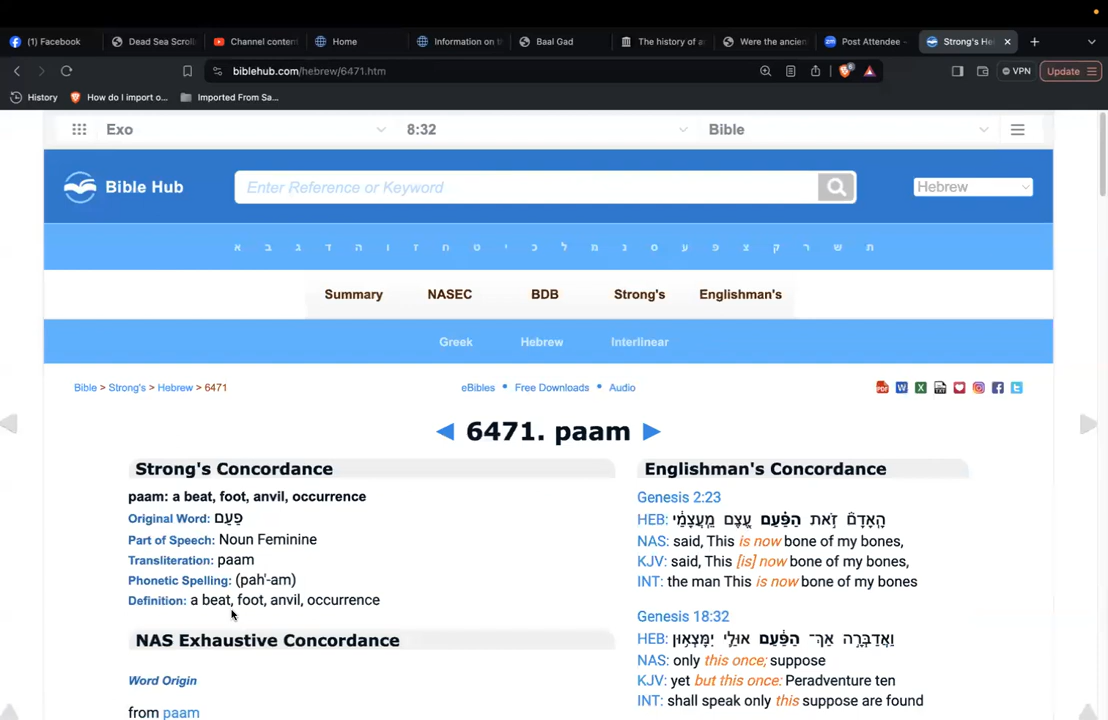 (1) Facebook
Dead Sea Scroll
Channel content
Home
Information on th
Baal Gad
The history of an
Were the ancien
Post Attendee -
Strong's Heb
biblehub.com/hebrew/6471.htm
6
VPN
Update
History
How do I import o...
Imported From Sa...
Exo
8:32
Bible
Bible Hub
Enter Reference or Keyword
Hebrew
א ב ג ד ה ו ז ח ט י כ ל מ נ ס ע פ צ ק ר ש ת
Summary NASEC BDB Strong's Englishman's
Greek Hebrew Interlinear
Bible > Strong's > Hebrew > 6471
eBibles • Free Downloads • Audio
◄ 6471. paam ►
Strong's Concordance
paam: a beat, foot, anvil, occurrence
Original Word: פַּעַם
Part of Speech: Noun Feminine
Transliteration: paam
Phonetic Spelling: (pah'-am)
Definition: a beat, foot, anvil, occurrence
NAS Exhaustive Concordance
Word Origin
from paam
Englishman's Concordance
Genesis 2:23
HEB: הָֽאָדָם֒ זֹ֣את הַפַּ֗עַם עֶ֚צֶם מֵֽעֲצָמַ֔י
NAS: said, This is now bone of my bones,
KJV: said, This [is] now bone of my bones,
INT: the man This is now bone of my bones
Genesis 18:32
HEB: וַאֲדַבְּרָ֣ה אַךְ־ הַפַּ֔עַם אוּלַ֛י יִמָּצְא֥וּן
NAS: only this once; suppose
KJV: yet but this once: Peradventure ten
INT: shall speak only this suppose are found